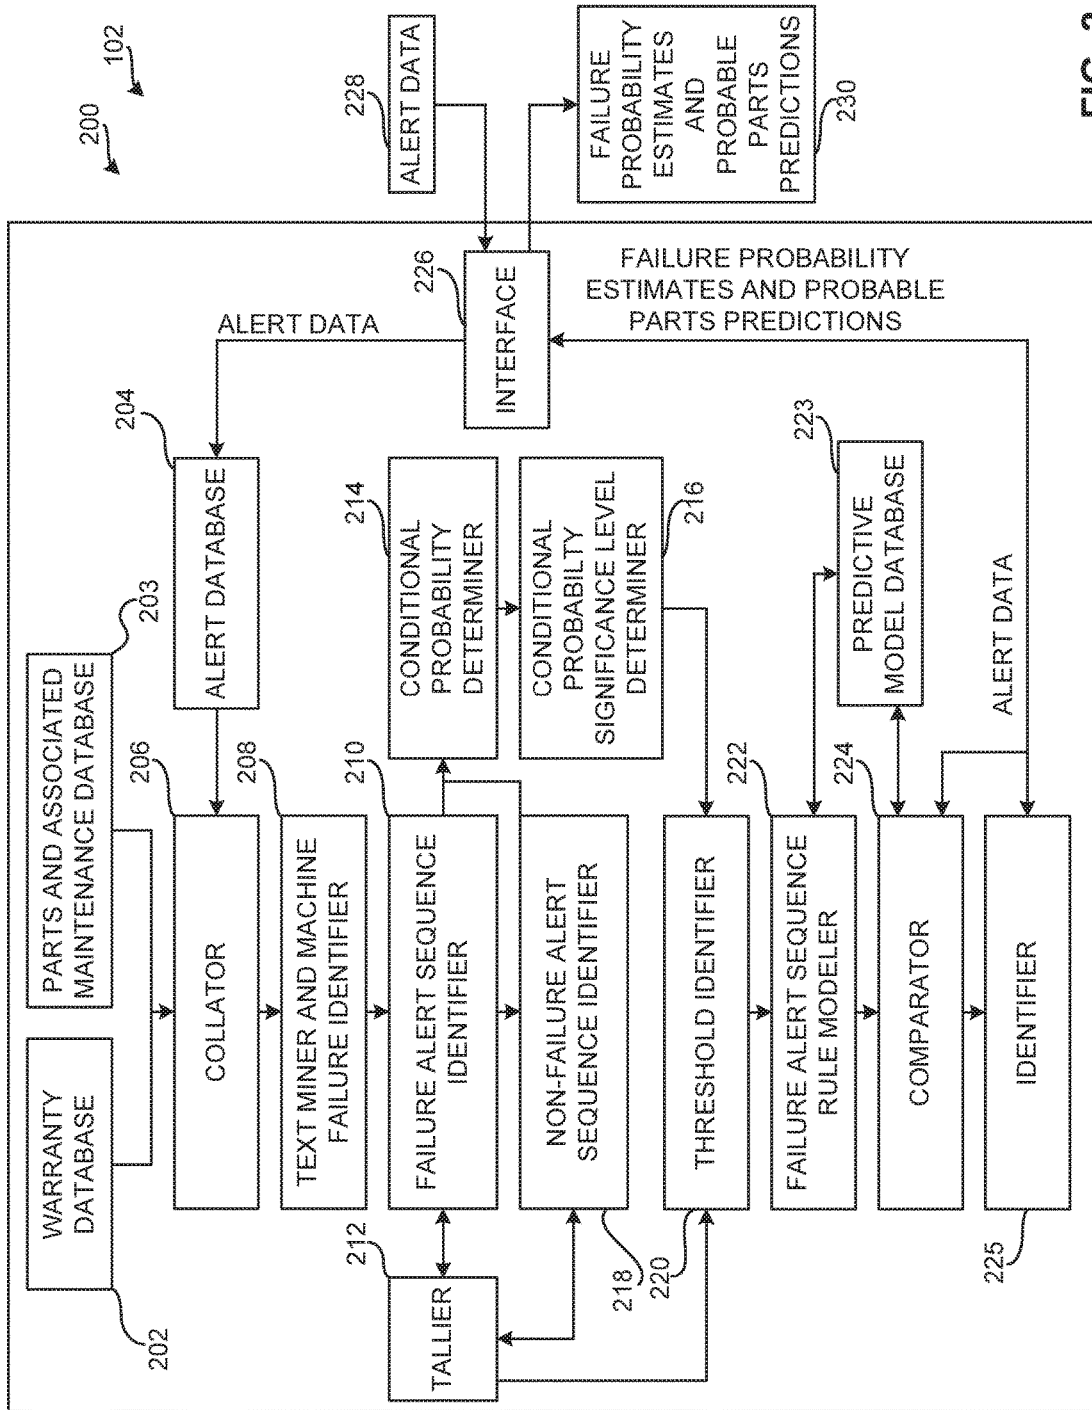 200
102
WARRANTY
DATABASE
202
PARTS AND ASSOCIATED
MAINTENANCE DATABASE
203
204
ALERT DATABASE
ALERT DATA
226
INTERFACE
228
ALERT DATA
FAILURE
PROBABILITY
ESTIMATES
AND
PROBABLE
PARTS
PREDICTIONS
230
FAILURE PROBABILITY
ESTIMATES AND PROBABLE
PARTS PREDICTIONS
206
COLLATOR
208
TEXT MINER AND MACHINE
FAILURE IDENTIFIER
212
TALLIER
210
FAILURE ALERT SEQUENCE
IDENTIFIER
214
CONDITIONAL
PROBABILITY
DETERMINER
NON-FAILURE ALERT
SEQUENCE IDENTIFIER
218
CONDITIONAL
PROBABILTY
SIGNIFICANCE LEVEL
DETERMINER
216
THRESHOLD IDENTIFIER
220
222
FAILURE ALERT SEQUENCE
RULE MODELER
223
PREDICTIVE
MODEL DATABASE
224
COMPARATOR
ALERT DATA
IDENTIFIER
225